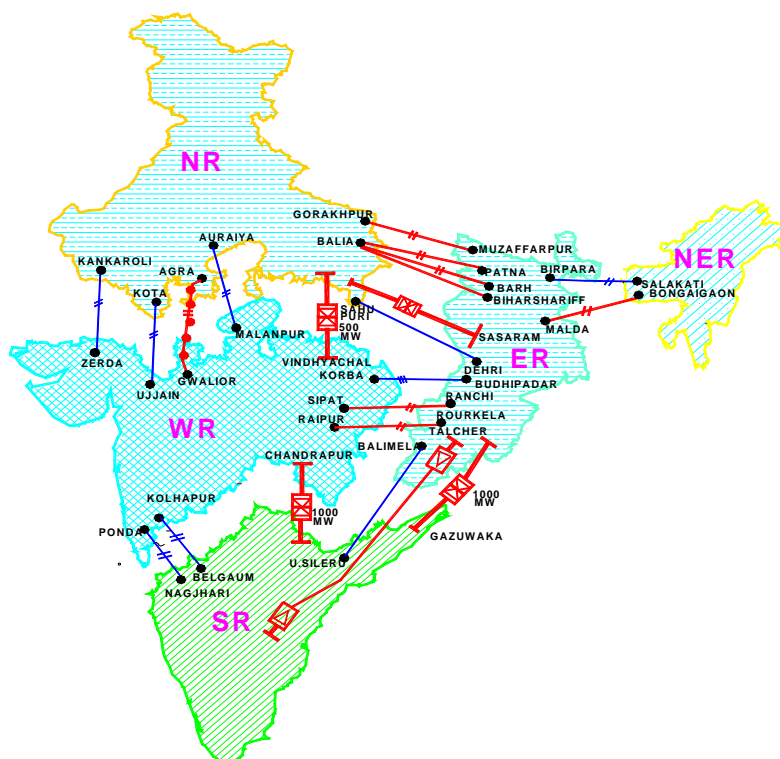 NR
GORAKHPUR
AURAIYA
BALIA
MUZAFFARPUR
KANKAROLI
AGRA
PATNA
BIRPARA
NER
SALAKATI
KOTA
BARH
BONGAIGAON
BIHARSHARIFF
SAHU
PURI
500
MW
MALANPUR
MALDA
SASARAM
ZERDA
VINDHYACHAL
ER
DEHRI
GWALIOR
KORBA
BUDHIPADAR
UJJAIN
RANCHI
SIPAT
WR
RAIPUR
ROURKELA
TALCHER
BALIMELA
CHANDRAPUR
KOLHAPUR
1000
MW
1000
MW
PONDA
GAZUWAKA
U.SILERU
BELGAUM
NAGJHARI
SR